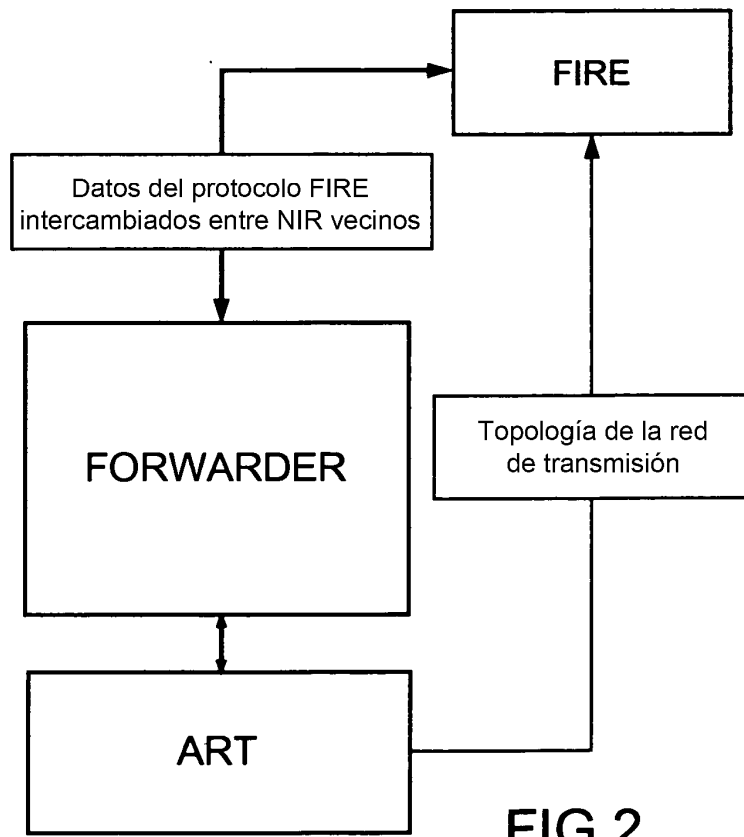 FIRE
Datos del protocolo FIRE
intercambiados entre NIR vecinos
FORWARDER
Topología de la red
de transmisión
ART
FIG.2